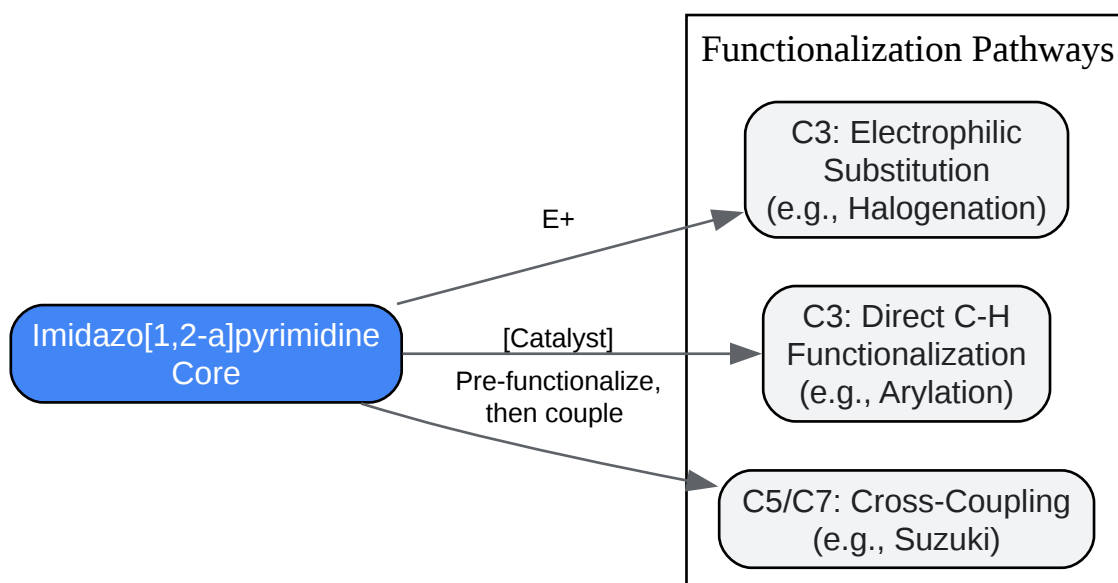 Functionalization Pathways
C3: Electrophilic
Substitution
(e.g., Halogenation)
E+
Imidazo[1,2-a]pyrimidine
Core
[Catalyst]
C3: Direct C-H
Functionalization
(e.g., Arylation)
Pre-functionalize,
then couple
C5/C7: Cross-Coupling
(e.g., Suzuki)